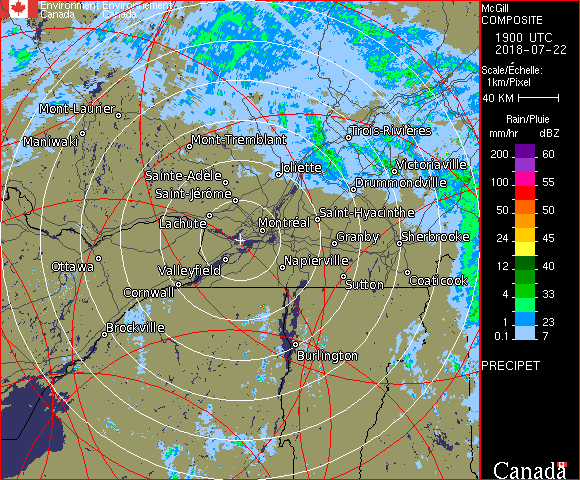 Environment Environnement
Canada Canada
McGill
COMPOSITE
1900 UTC
2018-07-22
Scale/Échelle:
1km/Pixel
40 KM
Rain/Pluie
mm/hr dBZ
200 60
100 55
50 50
24 45
12 40
4 33
1 23
0.1 7
PRECIPET
Canada
Mont-Laurier
Maniwaki
Mont-Tremblant
Trois-Rivières
Sainte-Adèle
Joliette
Victoriaville
Saint-Jérôme
Drummondville
Lachute
Montréal
Saint-Hyacinthe
Granby
Sherbrooke
Ottawa
Valleyfield
Napierville
Cornwall
Sutton
Coaticook
Brockville
Burlington